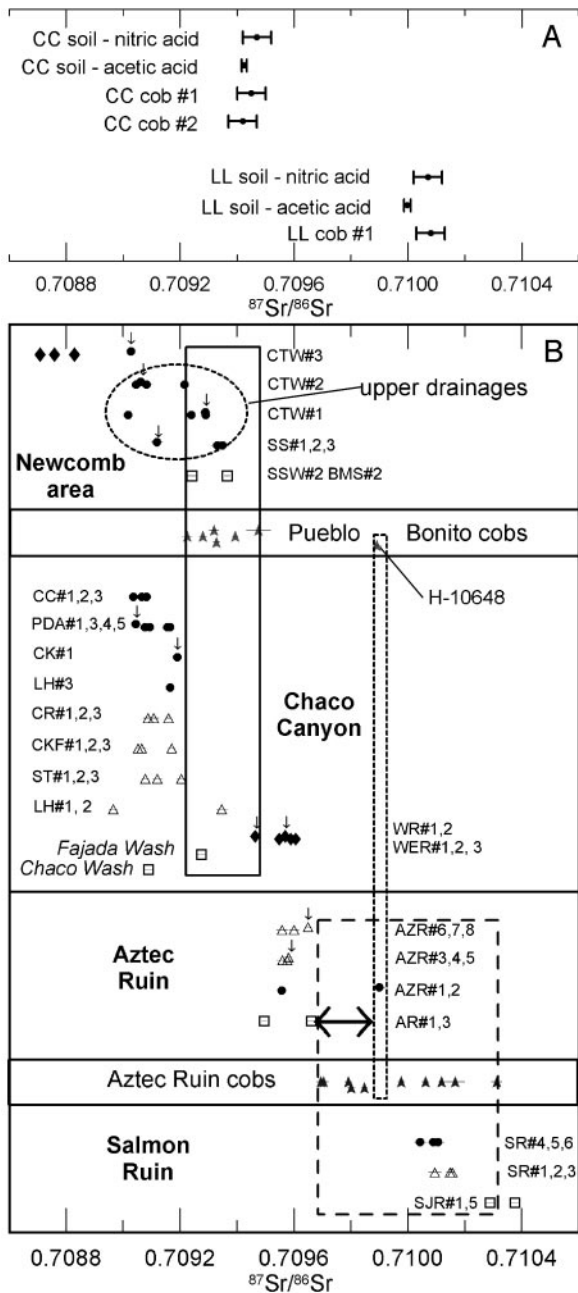 A
CC soil - nitric acid
CC soil - acetic acid
CC cob #1
CC cob #2
LL soil - nitric acid
LL soil - acetic acid
LL cob #1
0.7088 0.7092 0.7096 0.7100 0.7104
87Sr/86Sr
B
CTW#3
CTW#2
upper drainages
CTW#1
SS#1,2,3
Newcomb
area
SSW#2 BMS#2
Pueblo Bonito cobs
H-10648
CC#1,2,3
PDA#1,3,4,5
CK#1
LH#3
CR#1,2,3
Chaco
Canyon
CKF#1,2,3
ST#1,2,3
LH#1, 2
WR#1,2
Fajada Wash
WER#1,2, 3
Chaco Wash
AZR#6,7,8
Aztec
Ruin
AZR#3,4,5
AZR#1,2
AR#1,3
Aztec Ruin cobs
Salmon
Ruin
SR#4,5,6
SR#1,2,3
SJR#1,5
0.7088 0.7092 0.7096 0.7100 0.7104
87Sr/86Sr